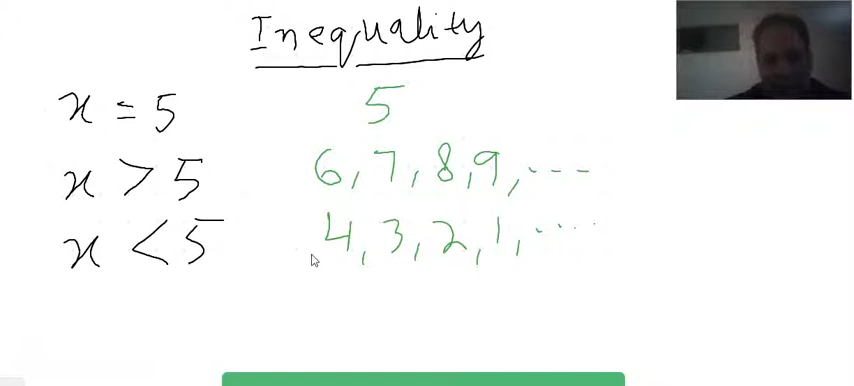 Inequality
x = 5 5
x > 5 6, 7, 8, 9, ...
x < 5 4, 3, 2, 1, ....